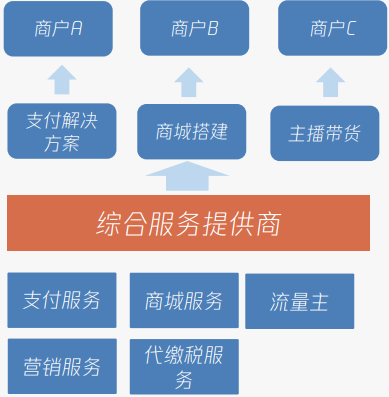 商户A
商户B
商户C
支付解决
方案
商城搭建
主播带货
综合服务提供商
支付服务
商城服务
流量主
营销服务
代缴税服
务